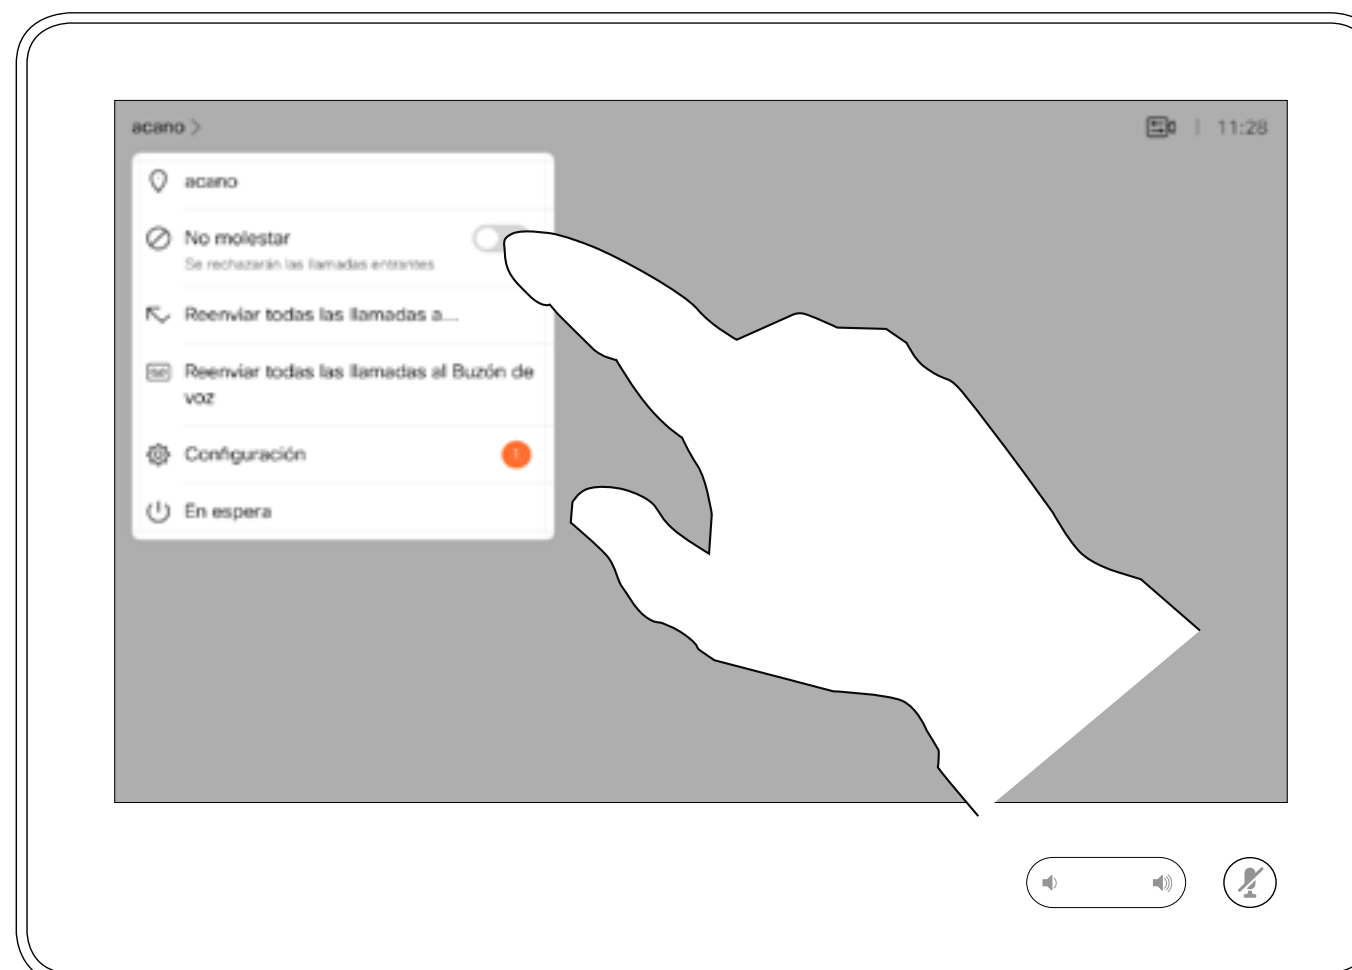 acano >
11:28
acano
No molestar
Se rechazarán las llamadas entrantes
Reenviar todas las llamadas a...
Reenviar todas las llamadas al Buzón de
voz
Configuración
1
En espera